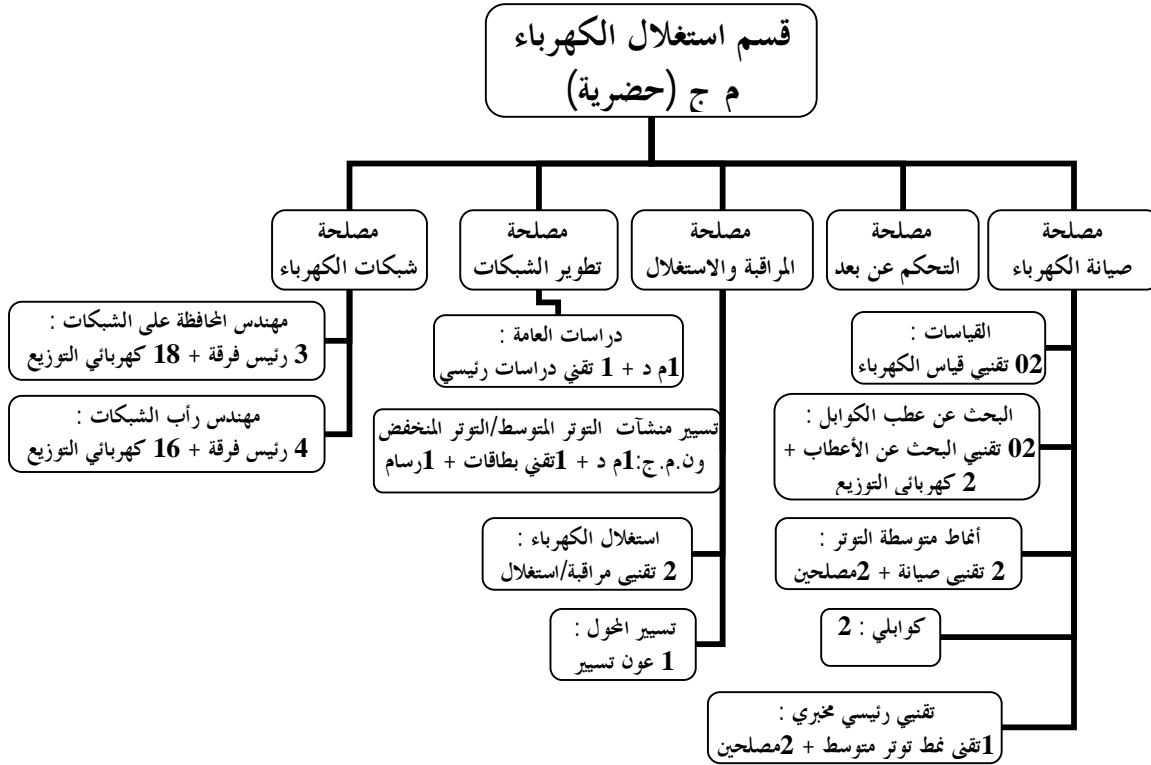 قسم استغلال الكهرباء
م ج (حضرية)
مصلحة
صيانة الكهرباء
مصلحة
التحكم عن بعد
مصلحة
المراقبة والاستغلال
مصلحة
تطوير الشبكات
مصلحة
شبكات الكهرباء
القياسات :
02 تقنيي قياس الكهرباء
البحث عن عطب الكوابل :
02 تقنيي البحث عن الأعطاب +
2 كهربائي التوزيع
أنماط متوسطة التوتر :
2 تقنيي صيانة + 2مصلحين
كوابلي : 2
تقنيي رئيسي مخبري :
1تقني نمط توتر متوسط + 2مصلحين
تسيير منشآت التوتر المتوسط/التوتر المنخفض
ون.م.ج:1م د + 1تقني بطاقات + 1رسام
استغلال الكهرباء :
2 تقنيي مراقبة/استغلال
تسيير المحول :
1 عون تسيير
دراسات العامة :
1م د + 1 تقني دراسات رئيسي
مهندس المحافظة على الشبكات :
3 رئيس فرقة + 18 كهربائي التوزيع
مهندس رأب الشبكات :
4 رئيس فرقة + 16 كهربائي التوزيع